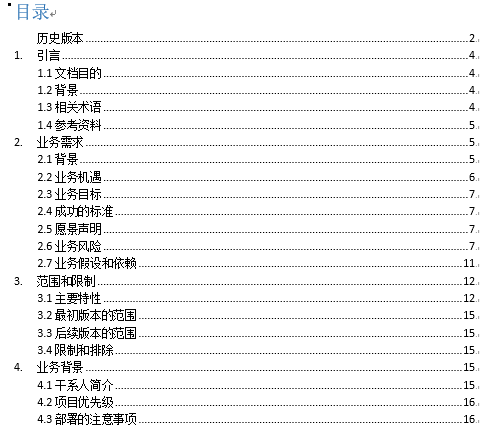 目录
历史版本 2
1. 引言 4
1.1 文档目的 4
1.2 背景 4
1.3 相关术语 4
1.4 参考资料 5
2. 业务需求 5
2.1 背景 5
2.2 业务机遇 6
2.3 业务目标 7
2.4 成功的标准 7
2.5 愿景声明 7
2.6 业务风险 7
2.7 业务假设和依赖 11
3. 范围和限制 12
3.1 主要特性 12
3.2 最初版本的范围 15
3.3 后续版本的范围 15
3.4 限制和排除 15
4. 业务背景 15
4.1 干系人简介 15
4.2 项目优先级 16
4.3 部署的注意事项 16